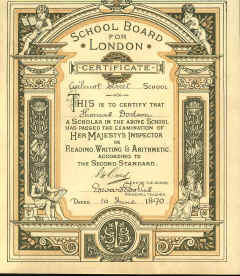 SCHOOL BOARD
FOR
LONDON
CERTIFICATE
Street SCHOOL
THIS IS TO CERTIFY THAT
A SCHOLAR IN THE ABOVE SCHOOL
HAS PASSED THE EXAMINATION OF
HER MAJESTY'S INSPECTOR
IN
READING, WRITING & ARITHMETIC
ACCORDING TO
THE SECOND STANDARD.
DATED 10 June 1890